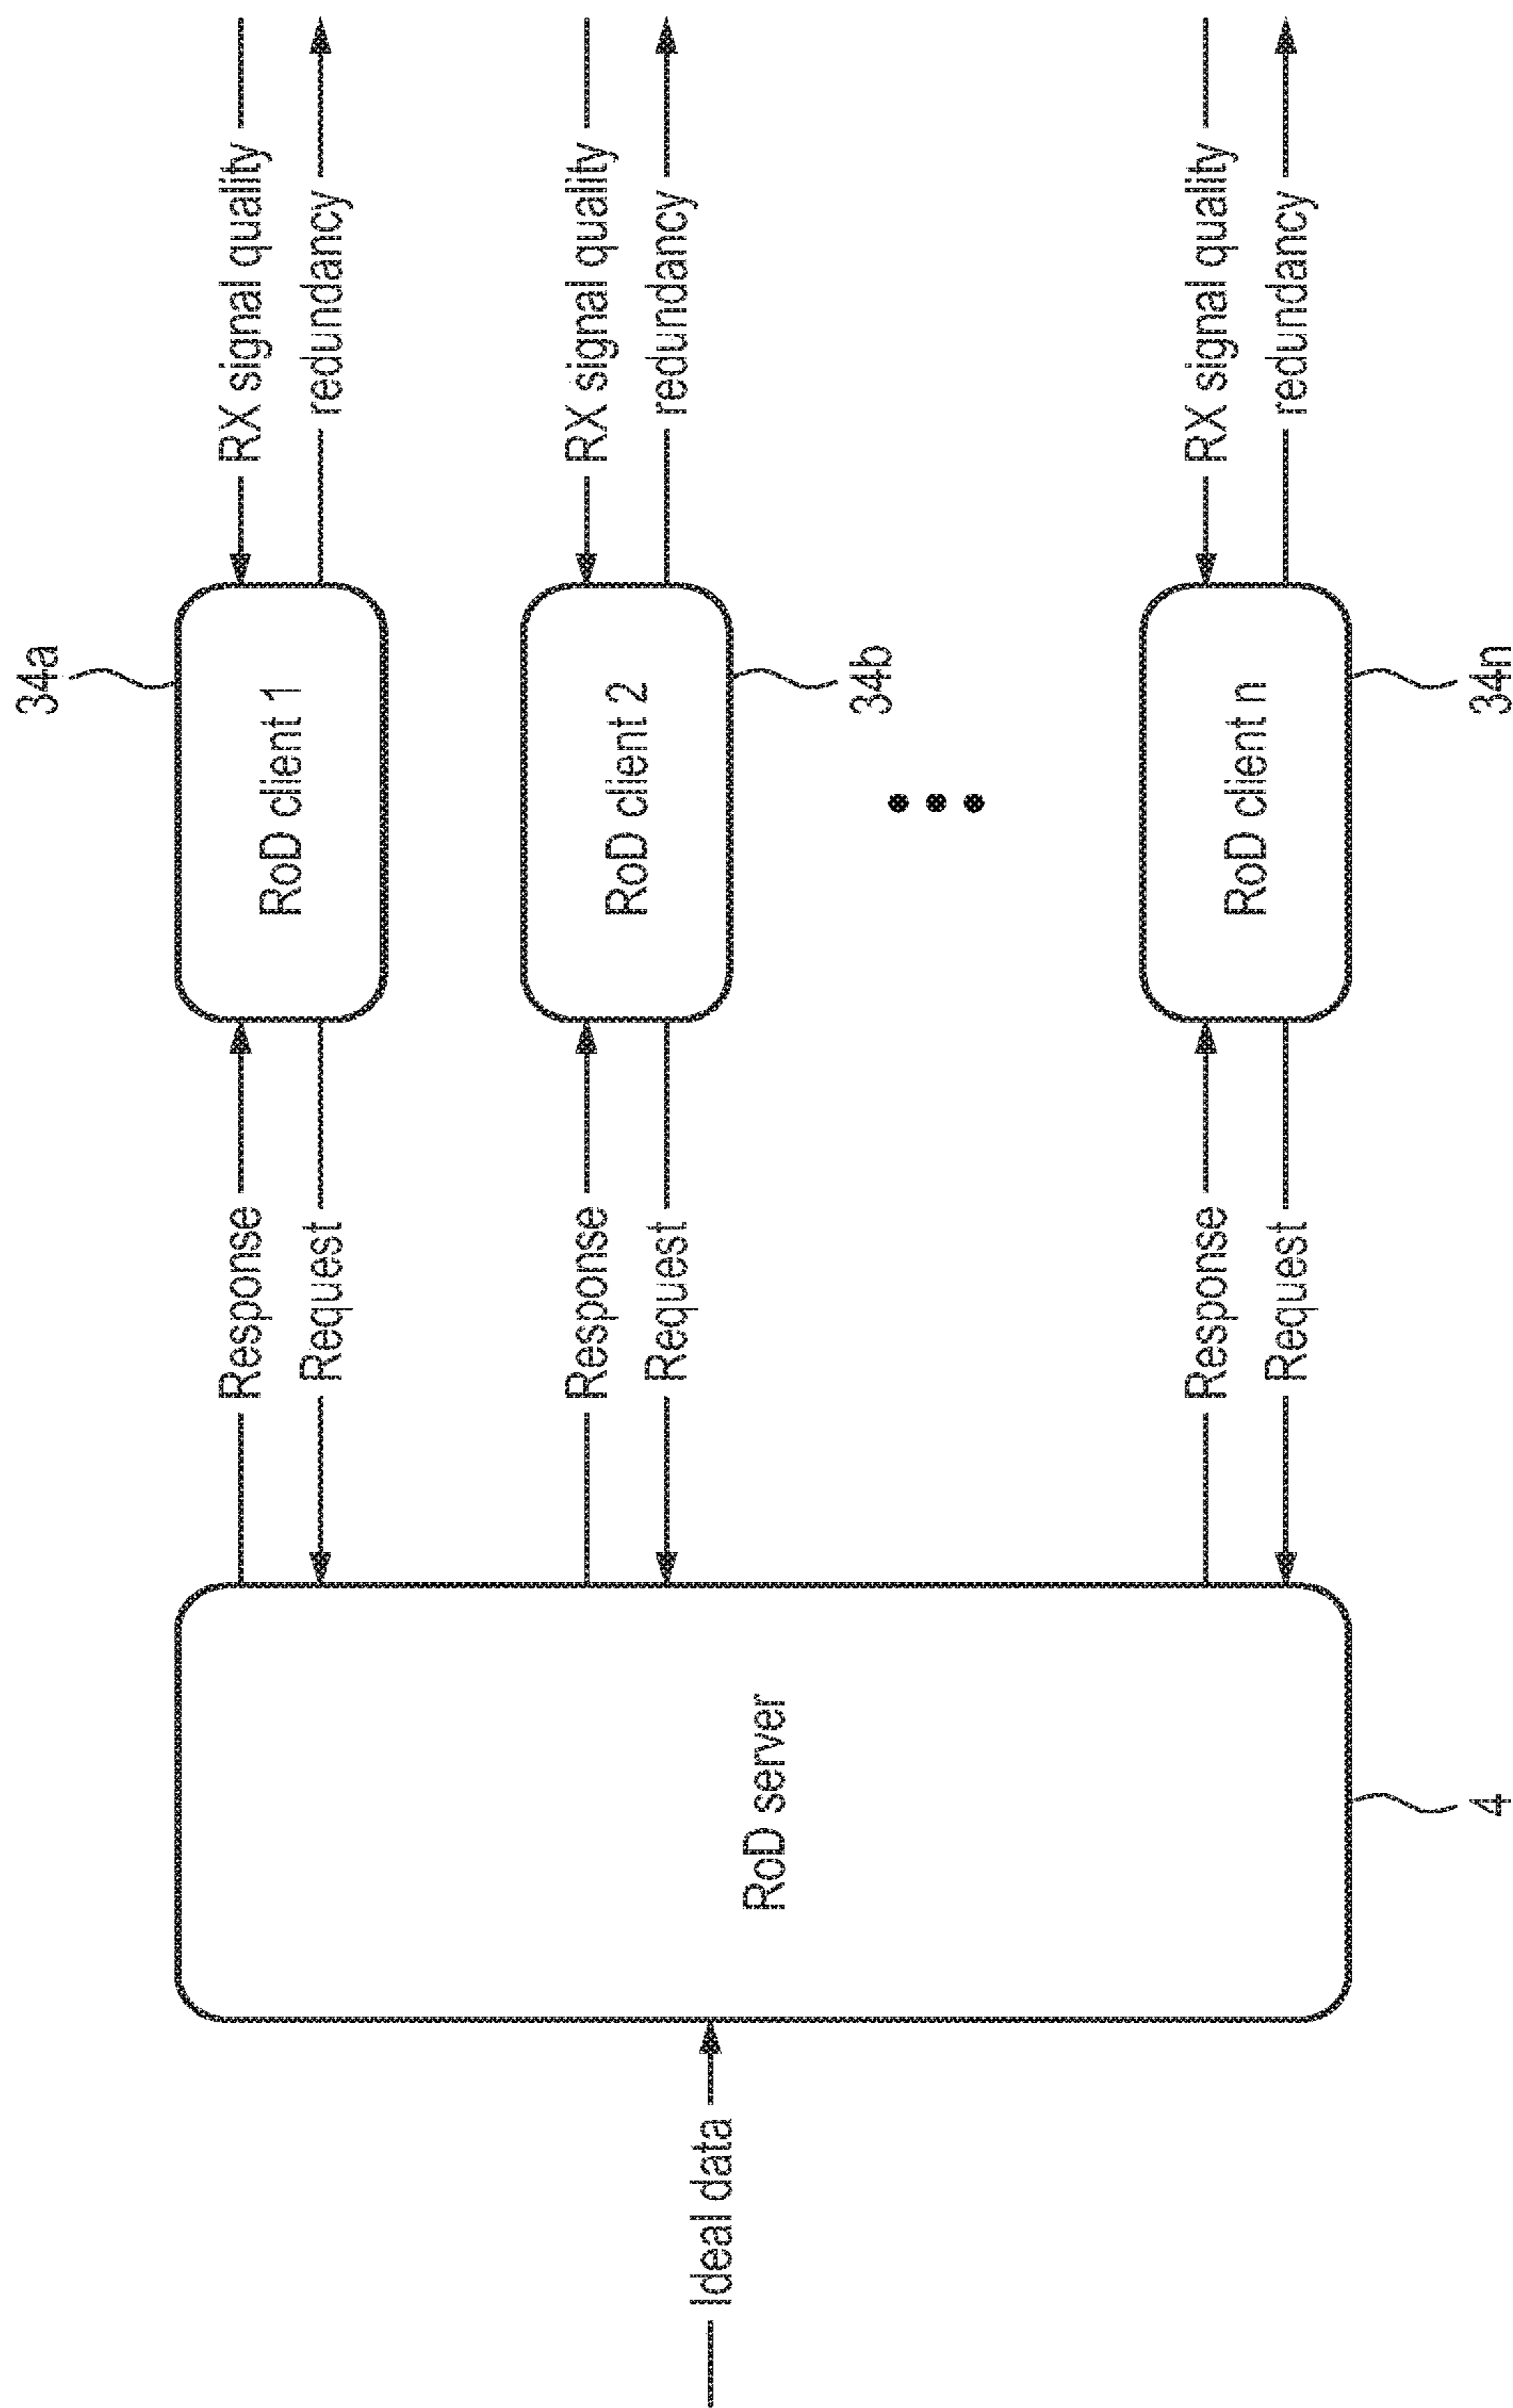 34a
RX signal quality
redundancy
RoD client 1
Response
Request
RX signal quality
redundancy
RoD client 2
34b
Response
Request
RX signal quality
redundancy
RoD client n
34n
Response
Request
RoD server
4
Ideal data